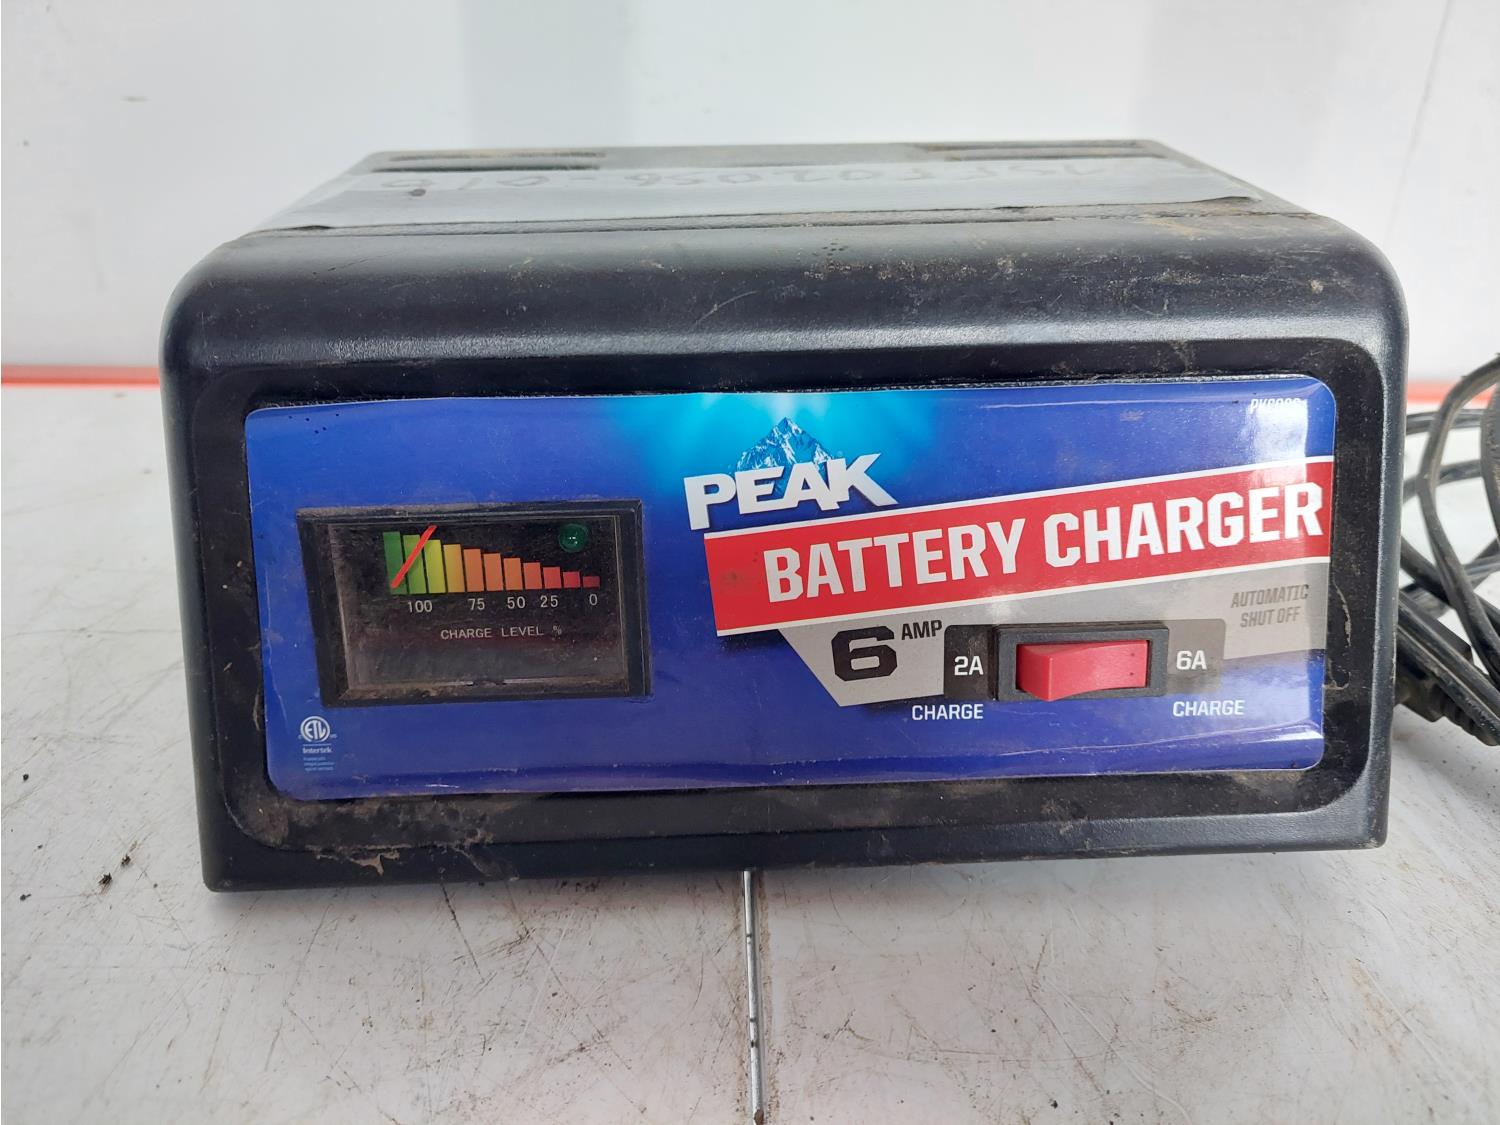 PEAK
BATTERY CHARGER
AUTOMATIC
SHUT OFF
6 AMP
2A
6A
CHARGE
CHARGE
100 75 50 25 0
CHARGE LEVEL %
ETL
Intertek